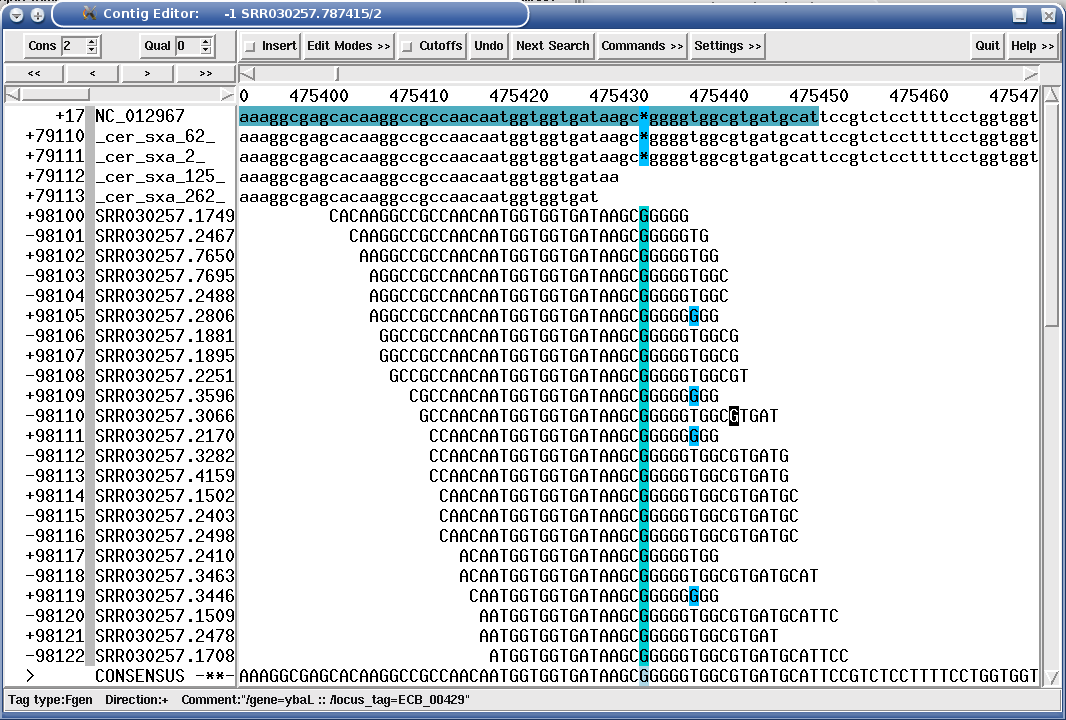 Contig Editor: -1 SRR030257.787415/2
Cons 2 Qual 0 Insert Edit Modes >> Cutoffs Undo Next Search Commands >> Settings >> Quit Help >>
<< < > >>
0 475400 475410 475420 475430 475440 475450 475460 47547
+17 NC_012967 aaaggcgagcacaaggccgccaacaatggtggtgataagc*ggggtggcgtgatgcattccgtctccttttcctggtggt
+79110 _cer_sxa_62_ aaaggcgagcacaaggccgccaacaatggtggtgataagc*ggggtggcgtgatgcattccgtctccttttcctggtggt
+79111 _cer_sxa_2_ aaaggcgagcacaaggccgccaacaatggtggtgataagc*ggggtggcgtgatgcattccgtctccttttcctggtggt
+79112 _cer_sxa_125_ aaaggcgagcacaaggccgccaacaatggtggtgataa
+79113 _cer_sxa_262_ aaaggcgagcacaaggccgccaacaatggtggtgat
+98100 SRR030257.1749 CACAAGGCCGCCAACAATGGTGGTGATAAGCGGGGG
-98101 SRR030257.2467 CAAGGCCGCCAACAATGGTGGTGATAAGCGGGGGTG
+98102 SRR030257.7650 AAGGCCGCCAACAATGGTGGTGATAAGCGGGGGTGG
-98103 SRR030257.7695 AGGCCGCCAACAATGGTGGTGATAAGCGGGGGTGGC
-98104 SRR030257.2488 AGGCCGCCAACAATGGTGGTGATAAGCGGGGGTGGC
+98105 SRR030257.2806 AGGCCGCCAACAATGGTGGTGATAAGCGGGGGGGG
-98106 SRR030257.1881 GGCCGCCAACAATGGTGGTGATAAGCGGGGGTGGCG
+98107 SRR030257.1895 GGCCGCCAACAATGGTGGTGATAAGCGGGGGTGGCG
-98108 SRR030257.2251 GCCGCCAACAATGGTGGTGATAAGCGGGGGTGGCGT
+98109 SRR030257.3596 CGCCAACAATGGTGGTGATAAGCGGGGGGGG
-98110 SRR030257.3066 GCCAACAATGGTGGTGATAAGCGGGGGTGGCGTGAT
+98111 SRR030257.2170 CCAACAATGGTGGTGATAAGCGGGGGGGG
-98112 SRR030257.3282 CCAACAATGGTGGTGATAAGCGGGGGTGGCGTGATG
-98113 SRR030257.4159 CCAACAATGGTGGTGATAAGCGGGGGTGGCGTGATG
+98114 SRR030257.1502 CAACAATGGTGGTGATAAGCGGGGGTGGCGTGATGC
-98115 SRR030257.2403 CAACAATGGTGGTGATAAGCGGGGGTGGCGTGATGC
-98116 SRR030257.2498 CAACAATGGTGGTGATAAGCGGGGGTGGCGTGATGC
+98117 SRR030257.2410 ACAATGGTGGTGATAAGCGGGGGTGG
-98118 SRR030257.3463 ACAATGGTGGTGATAAGCGGGGGTGGCGTGATGCAT
+98119 SRR030257.3446 CAATGGTGGTGATAAGCGGGGGGGG
-98120 SRR030257.1509 AATGGTGGTGATAAGCGGGGGTGGCGTGATGCATTC
+98121 SRR030257.2478 AATGGTGGTGATAAGCGGGGGTGGCGTGAT
-98122 SRR030257.1708 ATGGTGGTGATAAGCGGGGGTGGCGTGATGCATTCC
> CONSENSUS -**- AAAGGCGAGCACAAGGCCGCCAACAATGGTGGTGATAAGCGGGGGTGGCGTGATGCATTCCGTCTCCTTTTCCTGGTGGT
Tag type:Fgen Direction:+ Comment:"/gene=ybaL :: /locus_tag=ECB_00429"